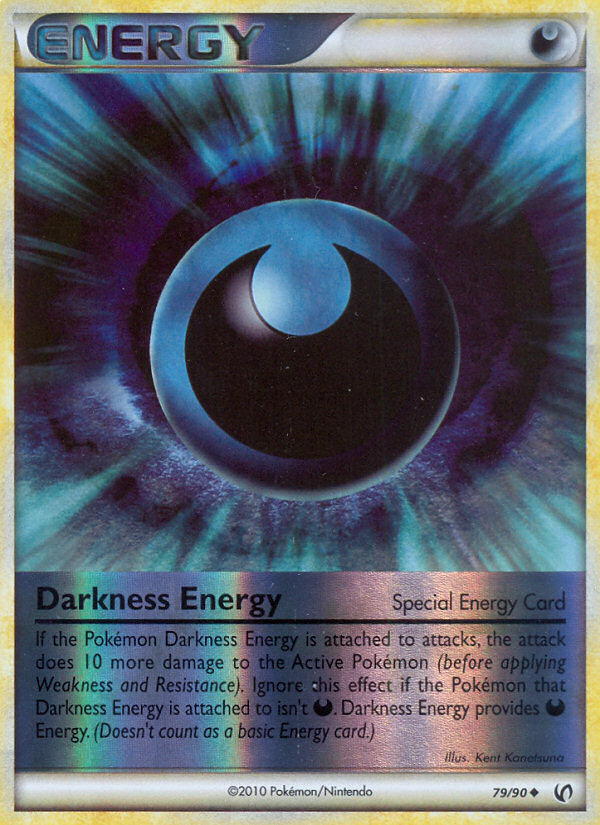 ENERGY
Darkness Energy
Special Energy Card
If the Pokémon Darkness Energy is attached to attacks, the attack
does 10 more damage to the Active Pokémon (before applying
Weakness and Resistance). Ignore this effect if the Pokémon that
Darkness Energy is attached to isn't . Darkness Energy provides
Energy. (Doesn't count as a basic Energy card.)
Illus. Kent Kanetsuna
©2010 Pokémon/Nintendo
79/90